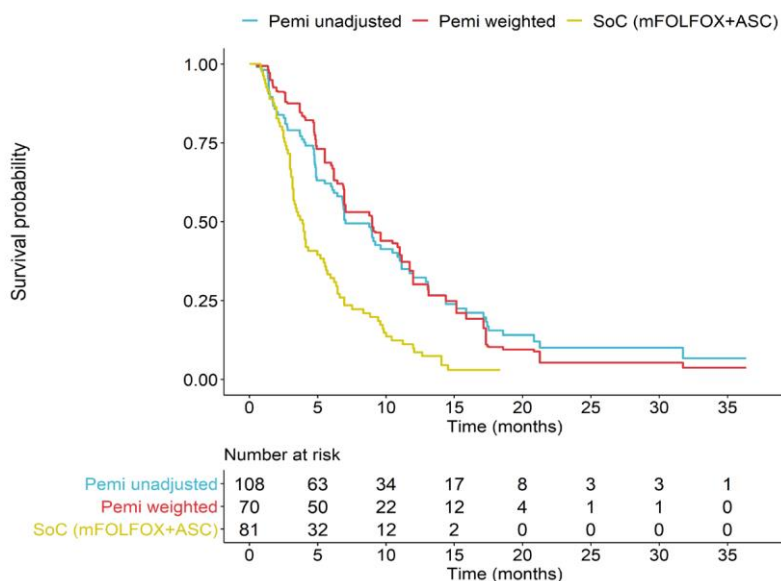 Pemi unadjusted Pemi weighted SoC (mFOLFOX+ASC)
Survival probability
1.00
0.75
0.50
0.25
0.00
0 5 10 15 20 25 30 35
Time (months)
Number at risk
Pemi unadjusted 108 63 34 17 8 3 3 1
Pemi weighted 70 50 22 12 4 1 1 0
SoC (mFOLFOX+ASC) 81 32 12 2 0 0 0 0
0 5 10 15 20 25 30 35
Time (months)